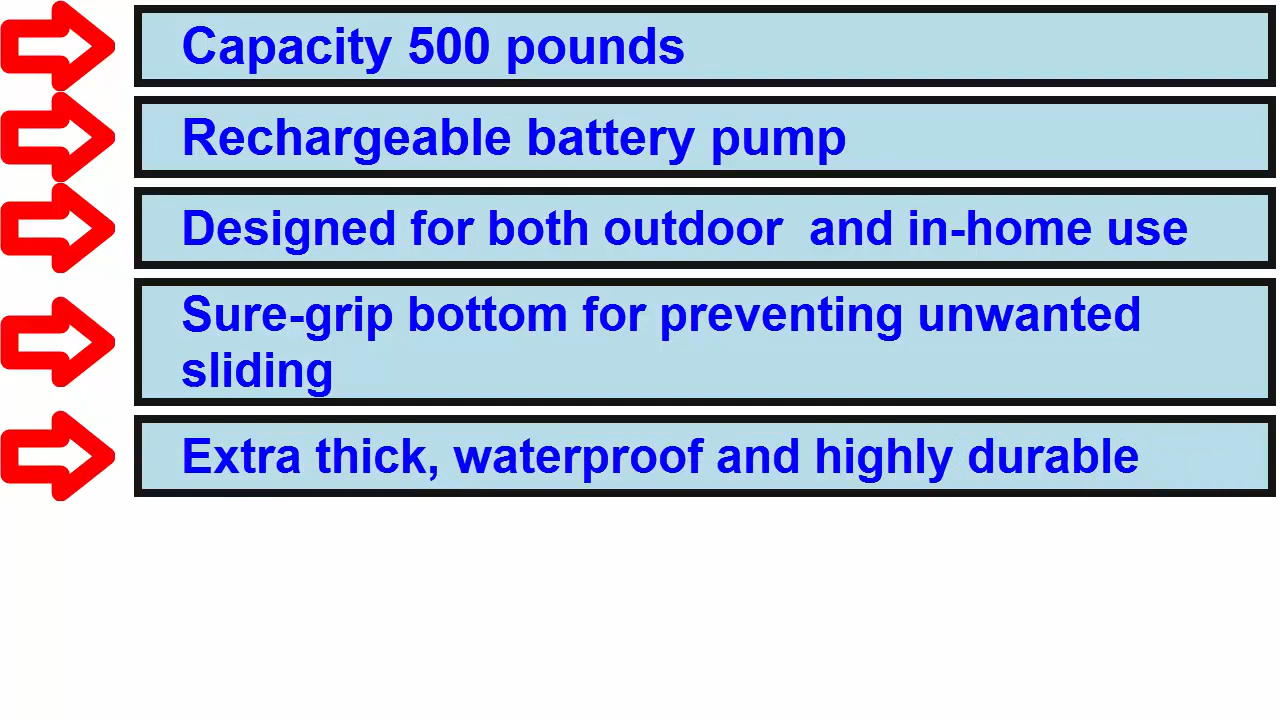 Capacity 500 pounds
Rechargeable battery pump
Designed for both outdoor  and in-home use
Sure-grip bottom for preventing unwanted
sliding
Extra thick, waterproof and highly durable